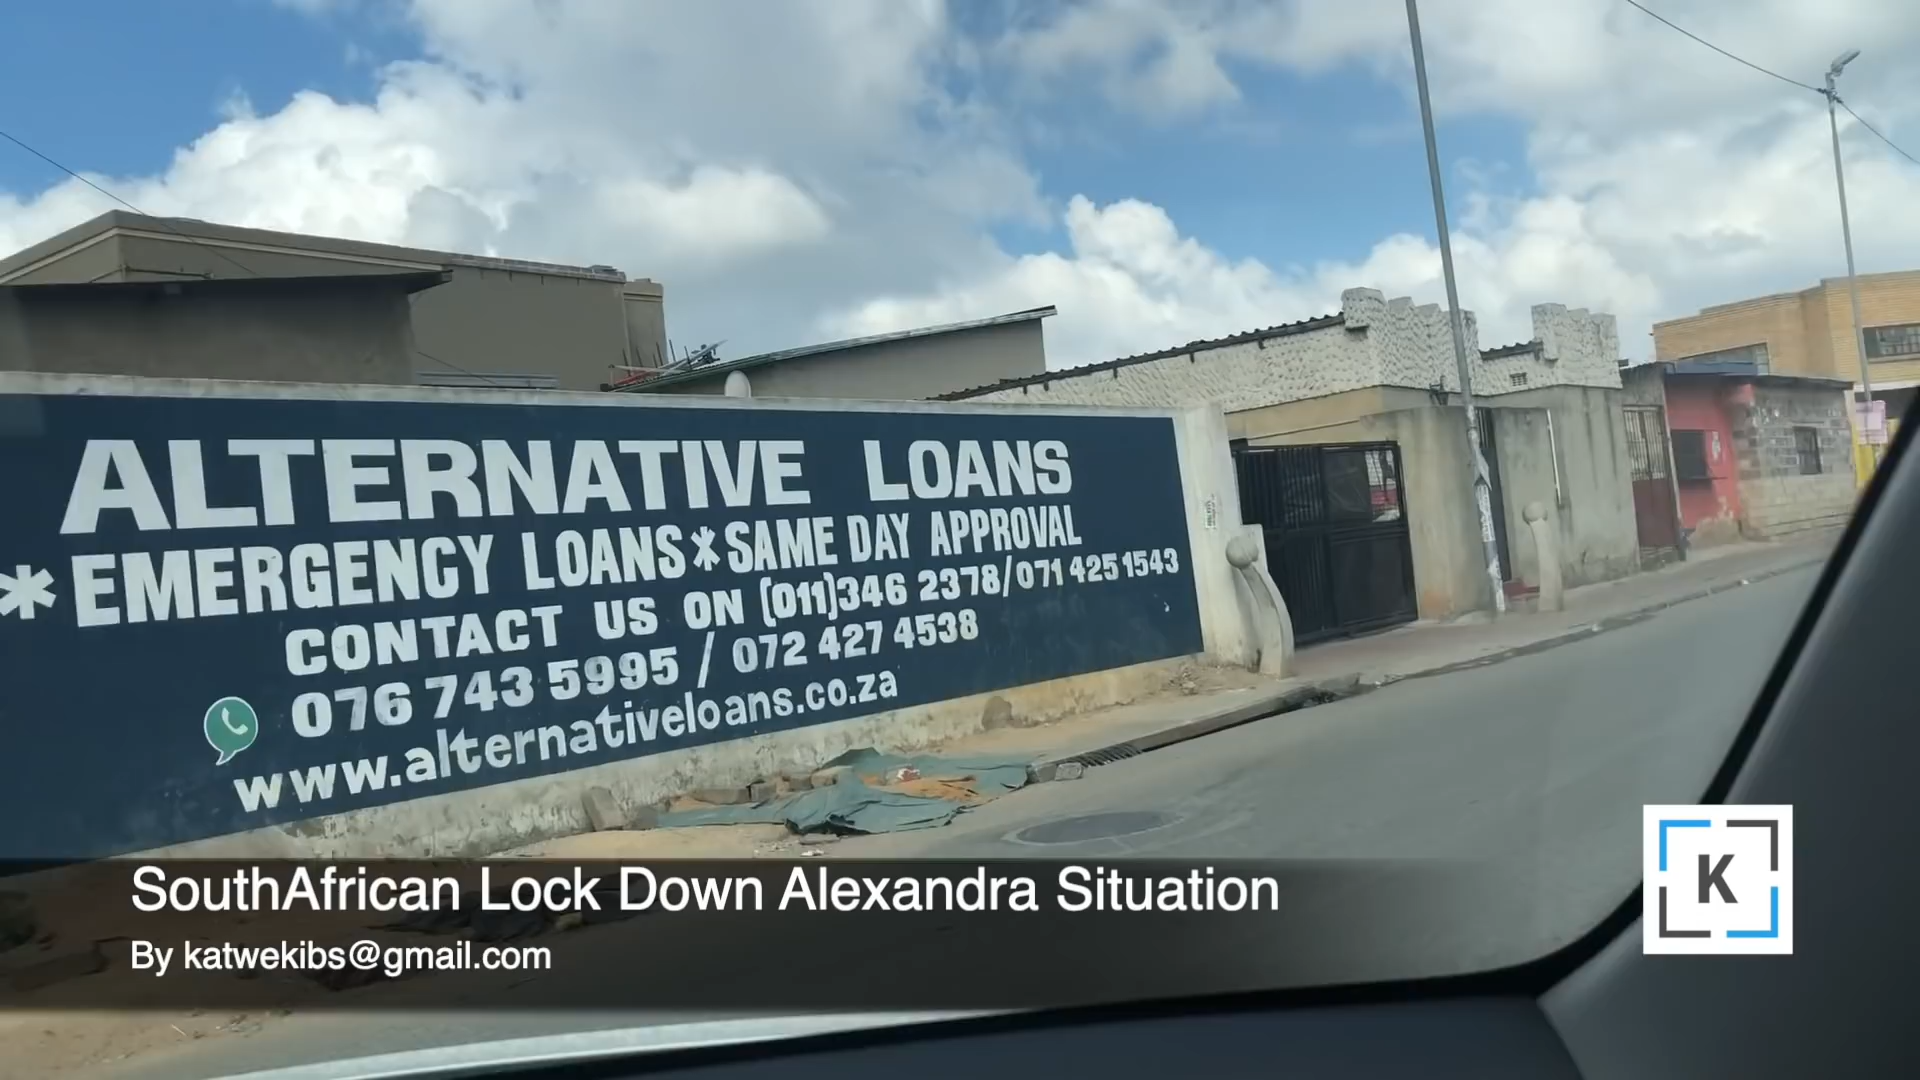 ALTERNATIVE LOANS
*EMERGENCY LOANS*SAME DAY APPROVAL
CONTACT US ON (011)346 2378/071 425 1543
076 743 5995 / 072 427 4538
www.alternativeloans.co.za
SouthAfrican Lock Down Alexandra Situation
By katwekibs@gmail.com
K